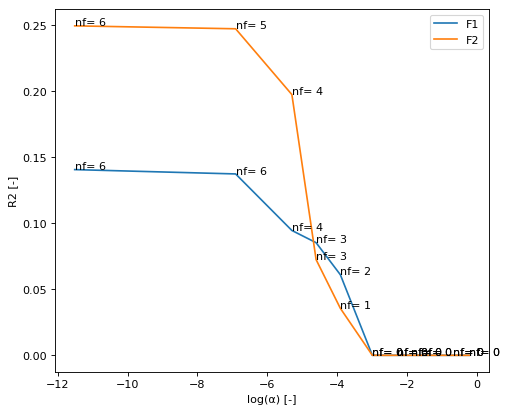 F1
F2
nf= 6
nf= 5
nf= 4
nf= 6
nf= 6
nf= 4
nf= 3
nf= 3
nf= 2
nf= 1
nf= 0
nf= 0
0.25
0.20
0.15
0.10
0.05
0.00
R2 [-]
−12
−10
−8
−6
−4
−2
0
log(α) [-]